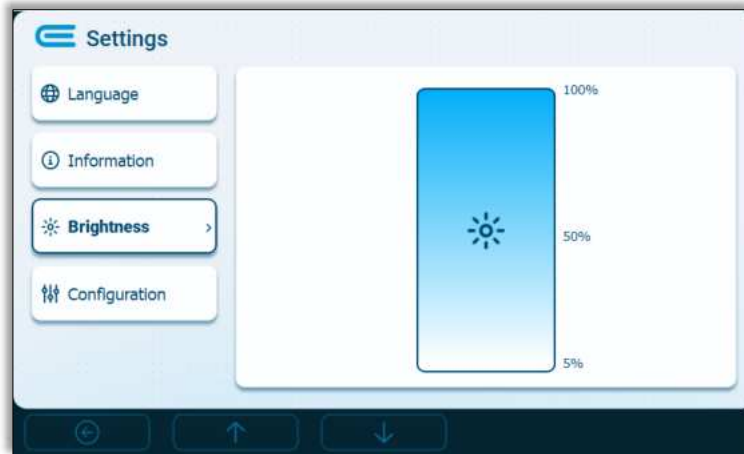 Settings
Language
Information
Brightness
Configuration
100%
50%
5%